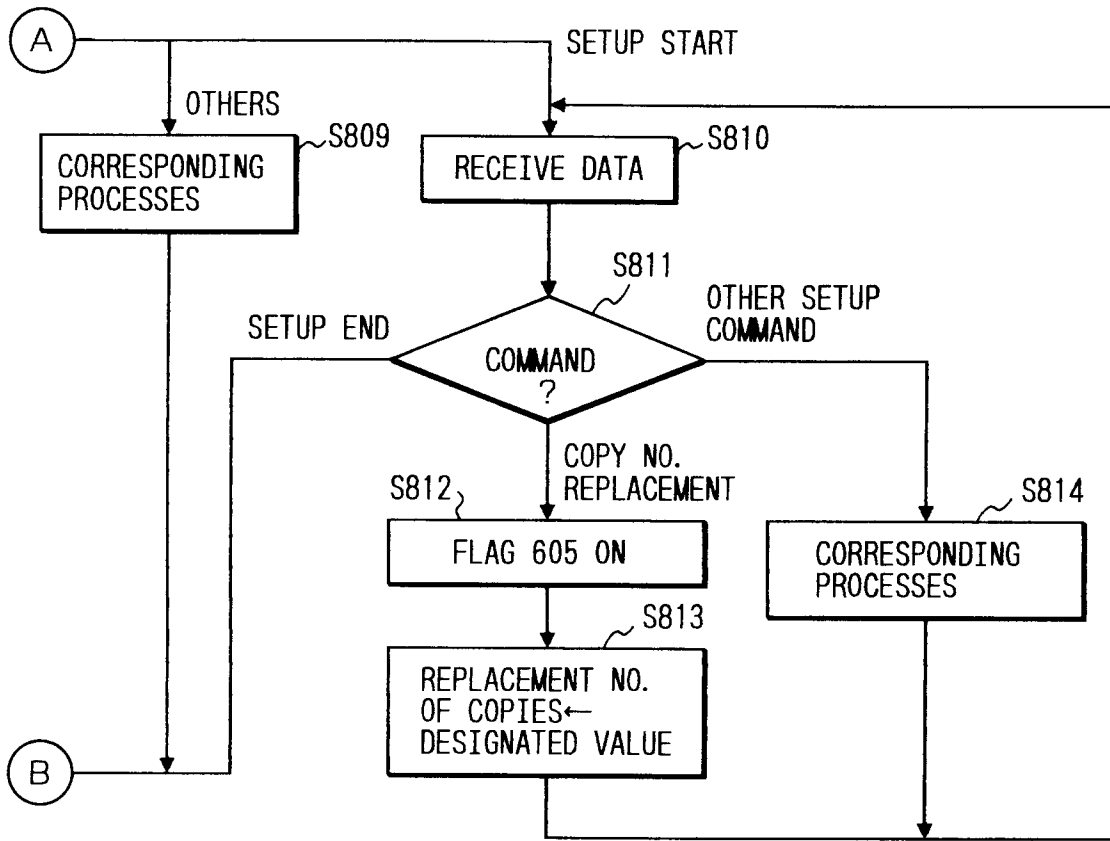 A
SETUP START
OTHERS
S809
CORRESPONDING
PROCESSES
S810
RECEIVE DATA
S811
SETUP END
OTHER SETUP
COMMAND
COMMAND
?
COPY NO.
REPLACEMENT
S812
FLAG 605 ON
S814
CORRESPONDING
PROCESSES
S813
REPLACEMENT NO.
OF COPIES←
DESIGNATED VALUE
B